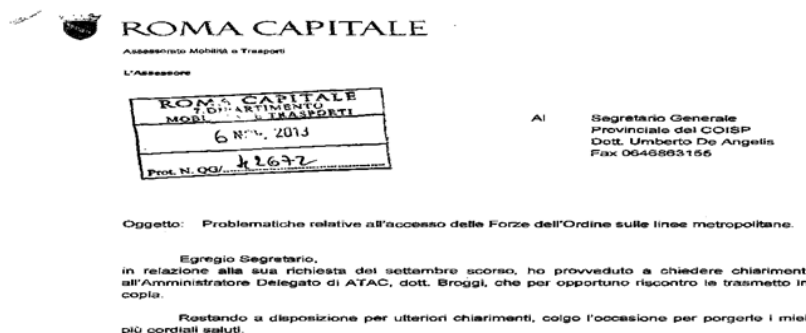 ROMA CAPITALE
Assessorato Mobilità e Trasporti
L'Assessore
ROMA CAPITALE
7. DIPARTIMENTO
MOBILITÀ E TRASPORTI
6 NOV. 2013
Prot. N. QG/ 42672
Al
Segretario Generale
Provinciale del COISP
Dott. Umberto De Angelis
Fax 0646863155
Oggetto: Problematiche relative all'accesso delle Forze dell'Ordine sulle linee metropolitane.
Egregio Segretario,
in relazione alla sua richiesta del settembre scorso, ho provveduto a chiedere chiariment
all'Amministratore Delegato di ATAC, dott. Broggi, che per opportuno riscontro le trasmetto in
copia.
Restando a disposizione per ulteriori chiarimenti, colgo l'occasione per porgerle i miei
più cordiali saluti.